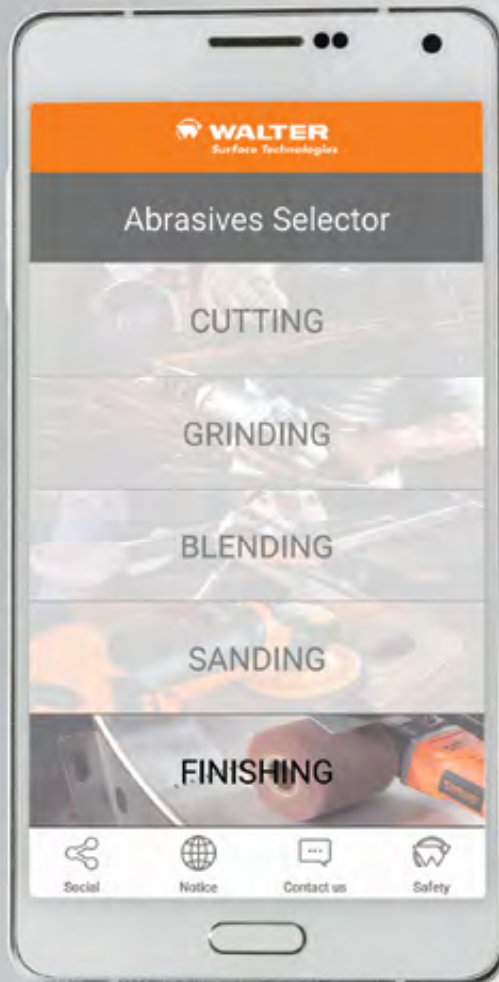 WALTER
Surface Technologies
Abrasives Selector
CUTTING
GRINDING
BLENDING
SANDING
FINISHING
Social Notice Contact us Safety